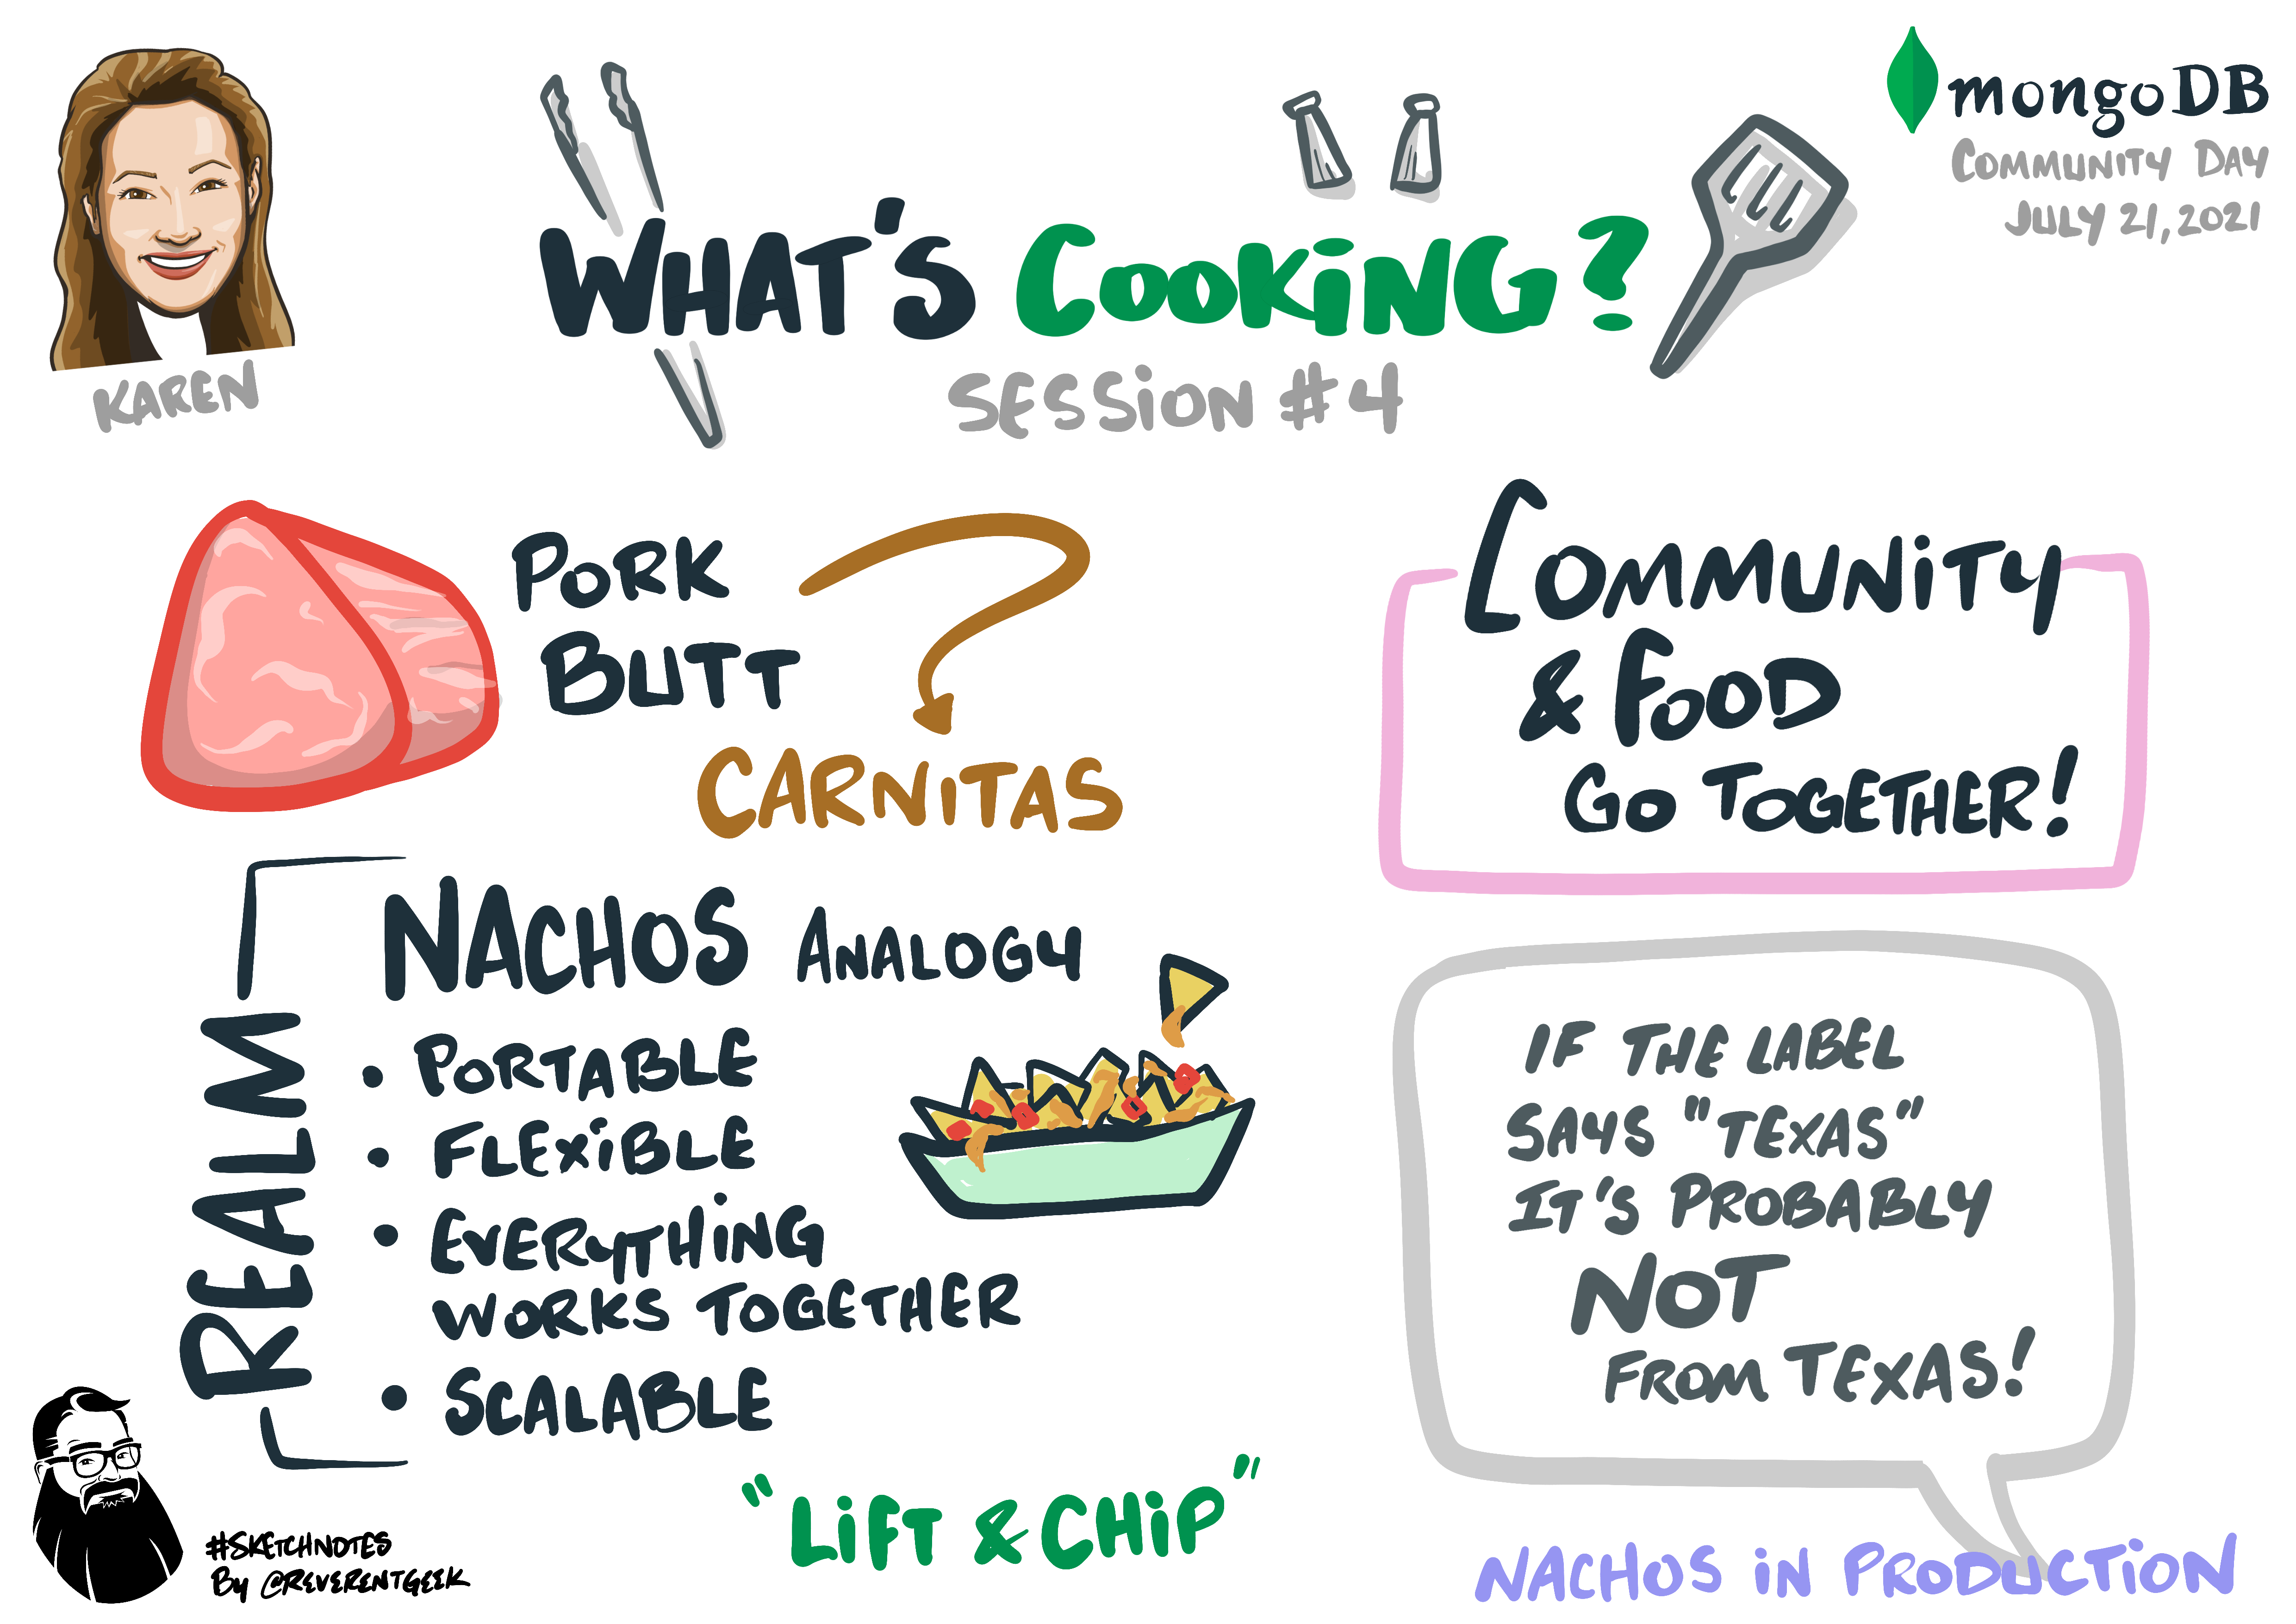 mongoDB
COMMUNITY DAY
JULY 21, 2021
WHAT'S COOKING?
SESSION #4
KAREN
PORK
BUTT
CARNITAS
COMMUNITY
& FOOD
GO TOGETHER!
REALM
NACHOS ANALOGY
• PORTABLE
• FLEXIBLE
• EVERYTHING
WORKS TOGETHER
• SCALABLE
"LIFT & CHIP"
IF THE LABEL
SAYS "TEXAS"
IT'S PROBABLY
NOT
FROM TEXAS!
NACHOS IN PRODUCTION
#SKETCHNOTES
By @REVERENTGEEK